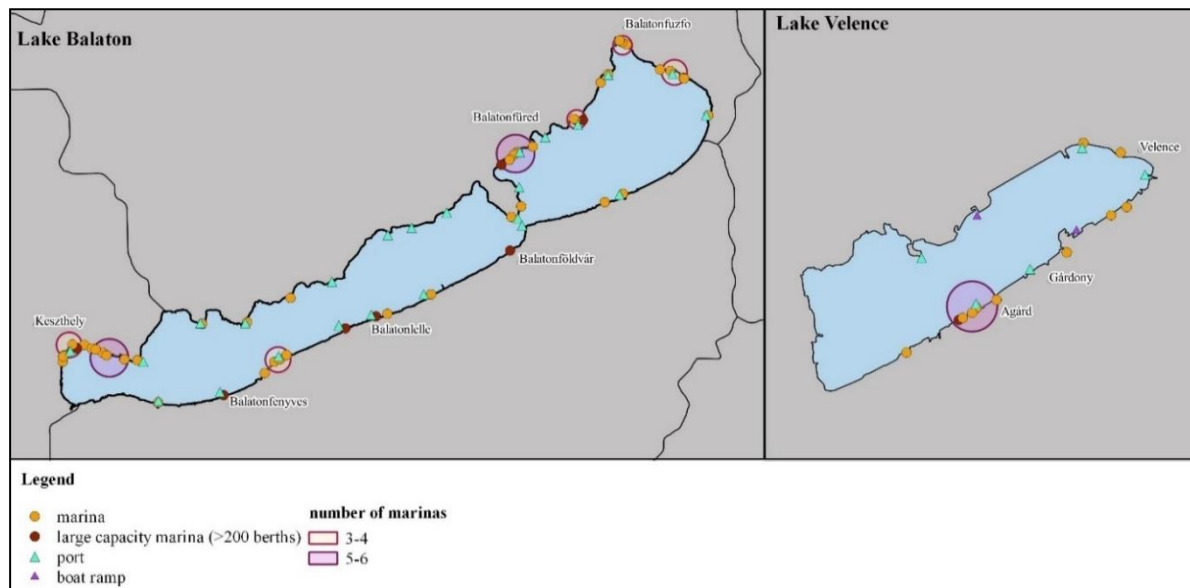 Lake Balaton
Balatonfuzfo
Balatonfüred
Balatonföldvár
Keszthely
Balatonlelle
Balatonfenyves
Lake Velence
Velence
Gárdony
Agárd
Legend
marina
large capacity marina (>200 berths)
port
boat ramp
number of marinas
3-4
5-6